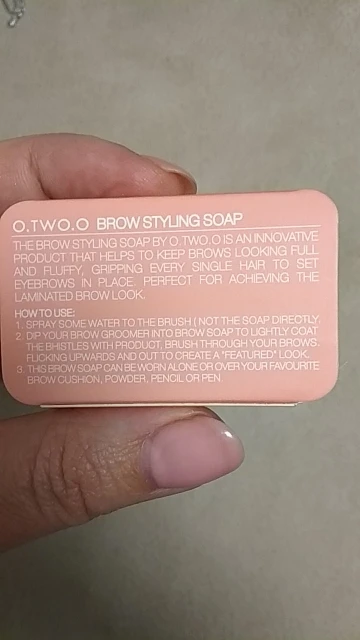 O.TWO.O BROW STYLING SOAP
THE BROW STYLING SOAP BY O.TWO.O IS AN INNOVATIVE
PRODUCT THAT HELPS TO KEEP BROWS LOOKING FULL
AND FLUFFY, GRIPPING EVERY SINGLE HAIR TO SET
EYEBROWS IN PLACE. PERFECT FOR ACHIEVING THE
LAMINATED BROW LOOK.
HOW TO USE:
1. SPRAY SOME WATER TO THE BRUSH ( NOT THE SOAP DIRECTLY.
2. DIP YOUR BROW GROOMER INTO BROW SOAP TO LIGHTLY COAT
THE BHISTLES WITH PRODUCT, BRUSH THROUGH YOUR BROWS.
FLICKING UPWARDS AND OUT TO CREATE A "FEATURED" LOOK.
3. THIS BROW SOAP CAN BE WORN ALONE OR OVER YOUR FAVOURITE
BROW CUSHION, POWDER, PENCIL OR PEN.